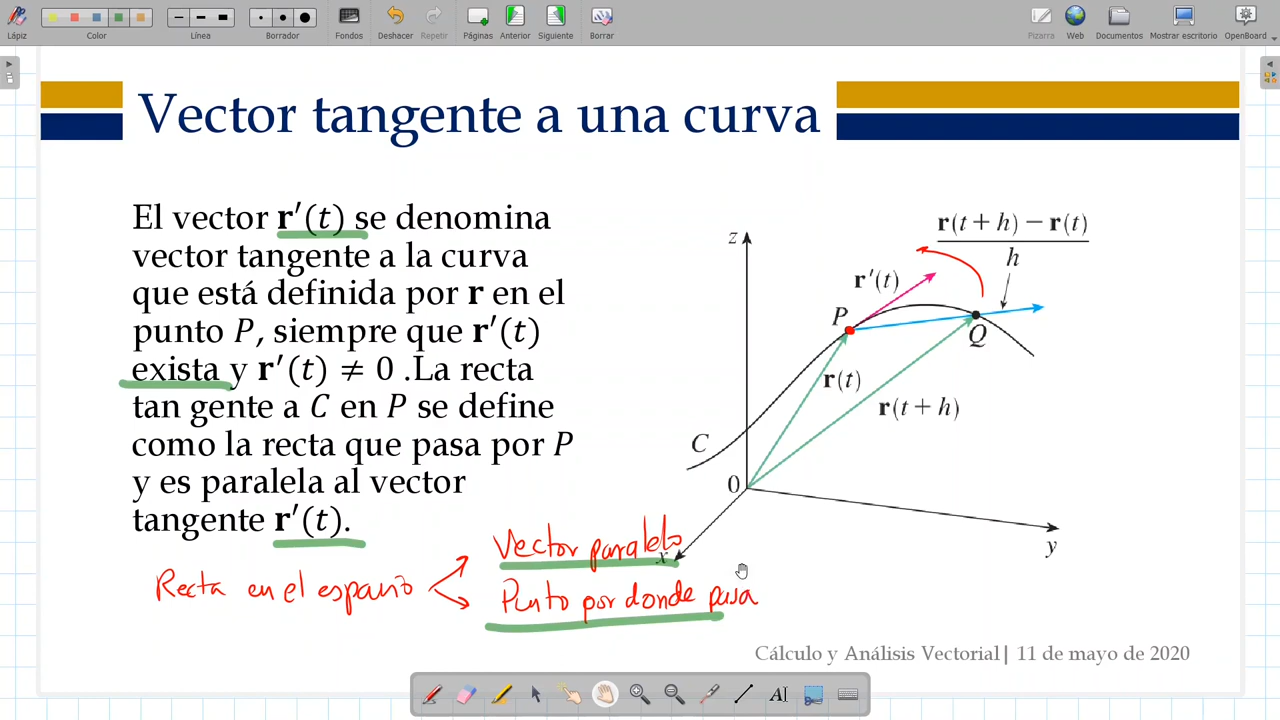 Lápiz
Color
Línea
Borrador
Fondos
Deshacer
Repetir
Páginas
Anterior
Siguiente
Borrar
Pizarra
Web
Documentos
Mostrar escritorio
OpenBoard
Vector tangente a una curva
El vector r′(t) se denomina
vector tangente a la curva
que está definida por r en el
punto P, siempre que r′(t)
exista y r′(t) ≠ 0 .La recta
tan gente a C en P se define
como la recta que pasa por P
y es paralela al vector
tangente r′(t).
r(t + h) − r(t)
h
z
r′(t)
P
Q
r(t)
r(t + h)
C
0
x
y
Recta en el espacio
Vector paralelo
Punto por donde pasa
Cálculo y Análisis Vectorial| 11 de mayo de 2020
AI